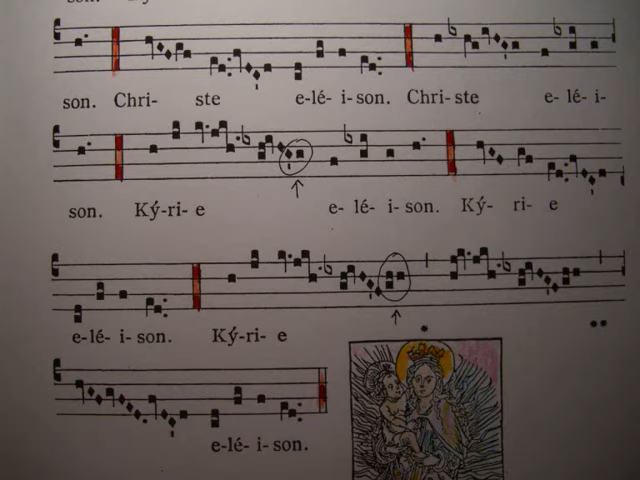 son.
son. Chri- ste e-lé- i-son. Chri-ste e- lé- i-
son. Ký-ri- e e- lé- i- son. Ký- ri- e
e-lé- i- son. Ký-ri- e
e-lé- i- son.